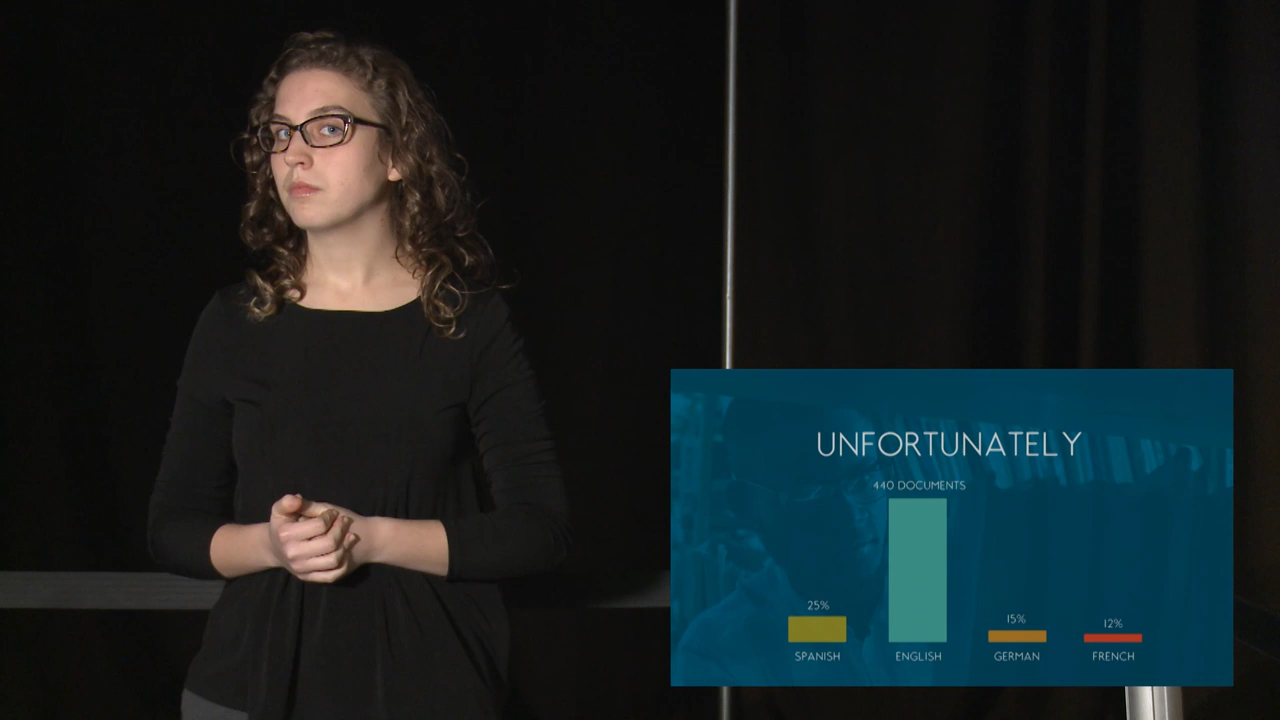 UNFORTUNATELY
440 DOCUMENTS
25%
15%
12%
SPANISH
ENGLISH
GERMAN
FRENCH